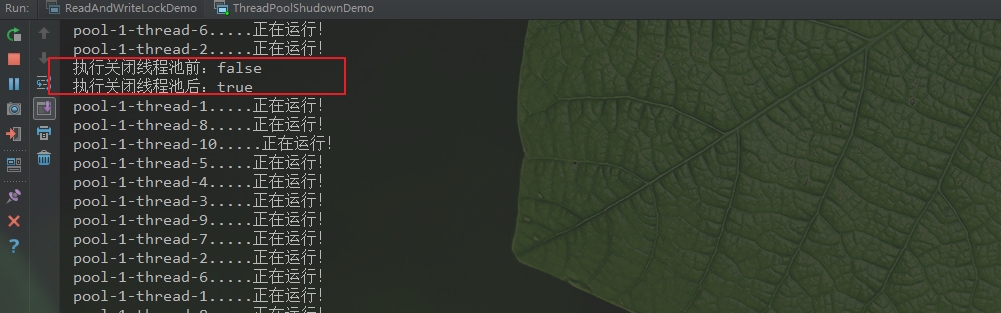 Run: ReadAndWriteLockDemo ThreadPoolShudownDemo
pool-1-thread-6.....正在运行!
pool-1-thread-2.....正在运行!
执行关闭线程池前：false
执行关闭线程池后：true
pool-1-thread-1.....正在运行!
pool-1-thread-8.....正在运行!
pool-1-thread-10.....正在运行!
pool-1-thread-5.....正在运行!
pool-1-thread-4.....正在运行!
pool-1-thread-3.....正在运行!
pool-1-thread-9.....正在运行!
pool-1-thread-7.....正在运行!
pool-1-thread-2.....正在运行!
pool-1-thread-6.....正在运行!
pool-1-thread-1.....正在运行!